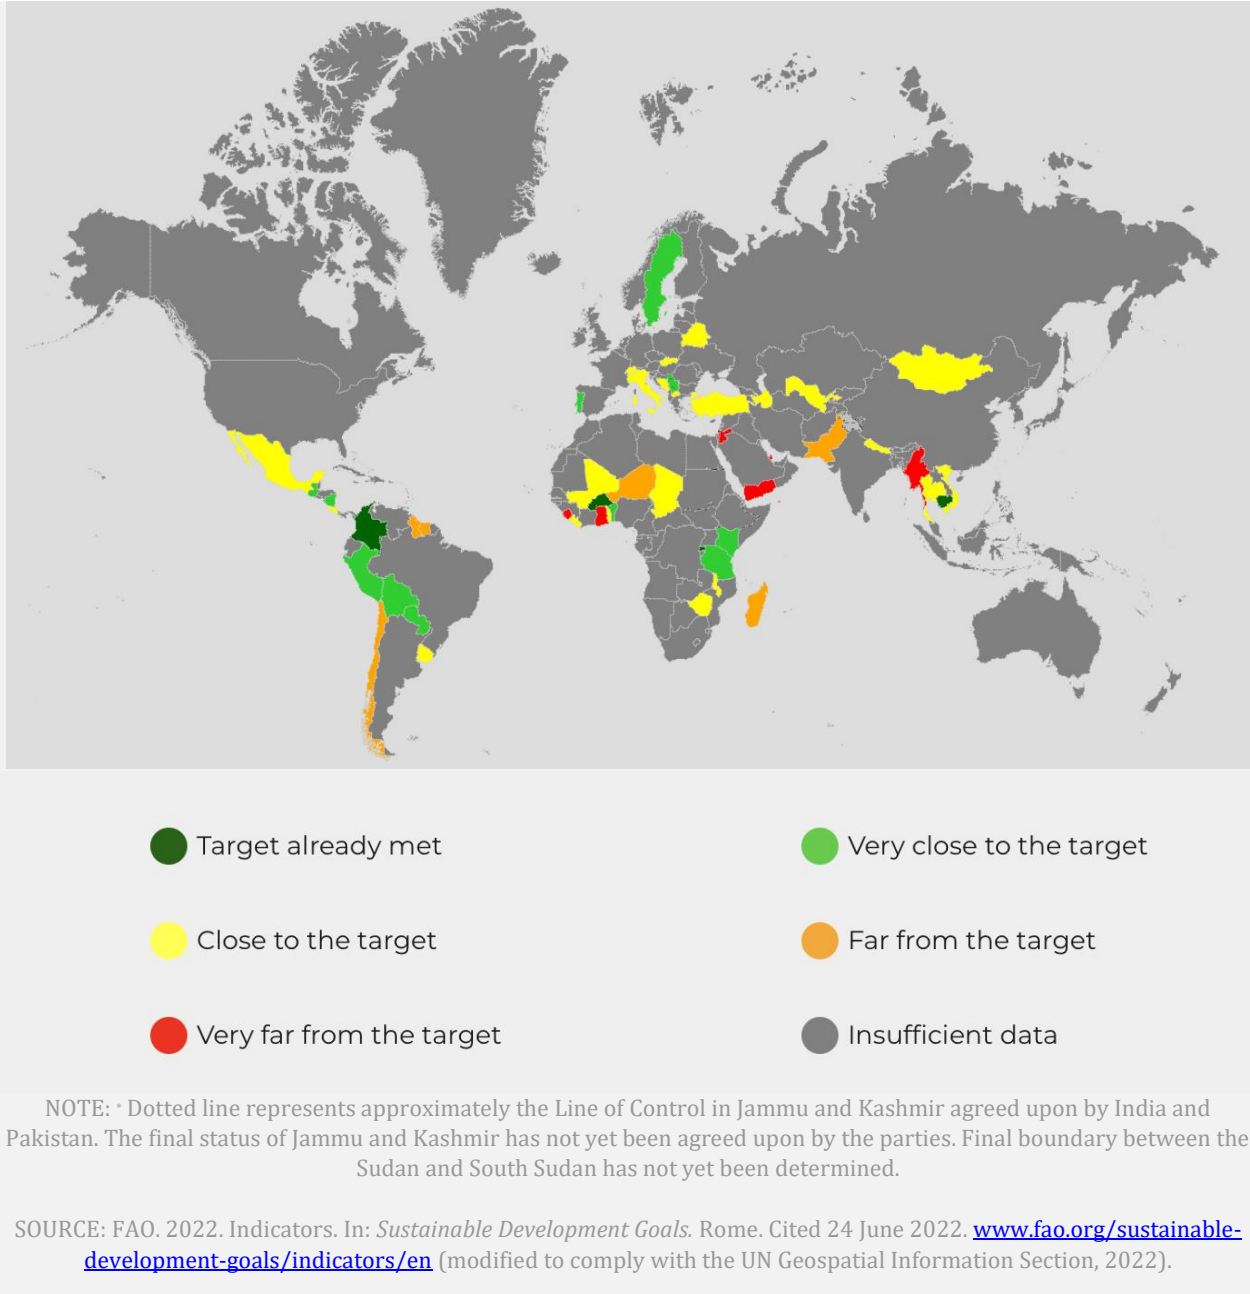 Target already met
Very close to the target
Close to the target
Far from the target
Very far from the target
Insufficient data
NOTE: * Dotted line represents approximately the Line of Control in Jammu and Kashmir agreed upon by India and
Pakistan. The final status of Jammu and Kashmir has not yet been agreed upon by the parties. Final boundary between the
Sudan and South Sudan has not yet been determined.
SOURCE: FAO. 2022. Indicators. In: Sustainable Development Goals. Rome. Cited 24 June 2022. www.fao.org/sustainable-
development-goals/indicators/en (modified to comply with the UN Geospatial Information Section, 2022).